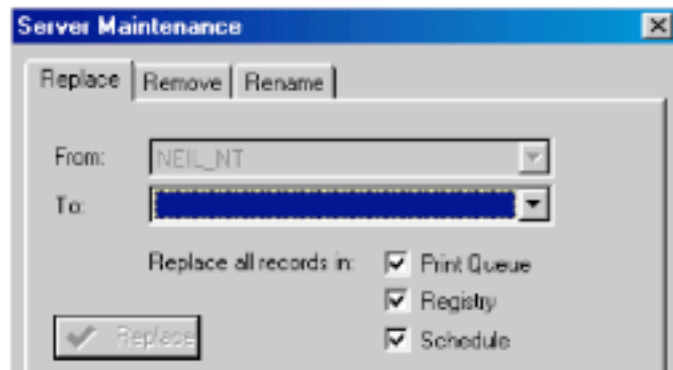 Server Maintenance
Replace Remove Rename
From: NEIL_NT
To:
Replace all records in: Print Queue
Registry
Replace Schedule